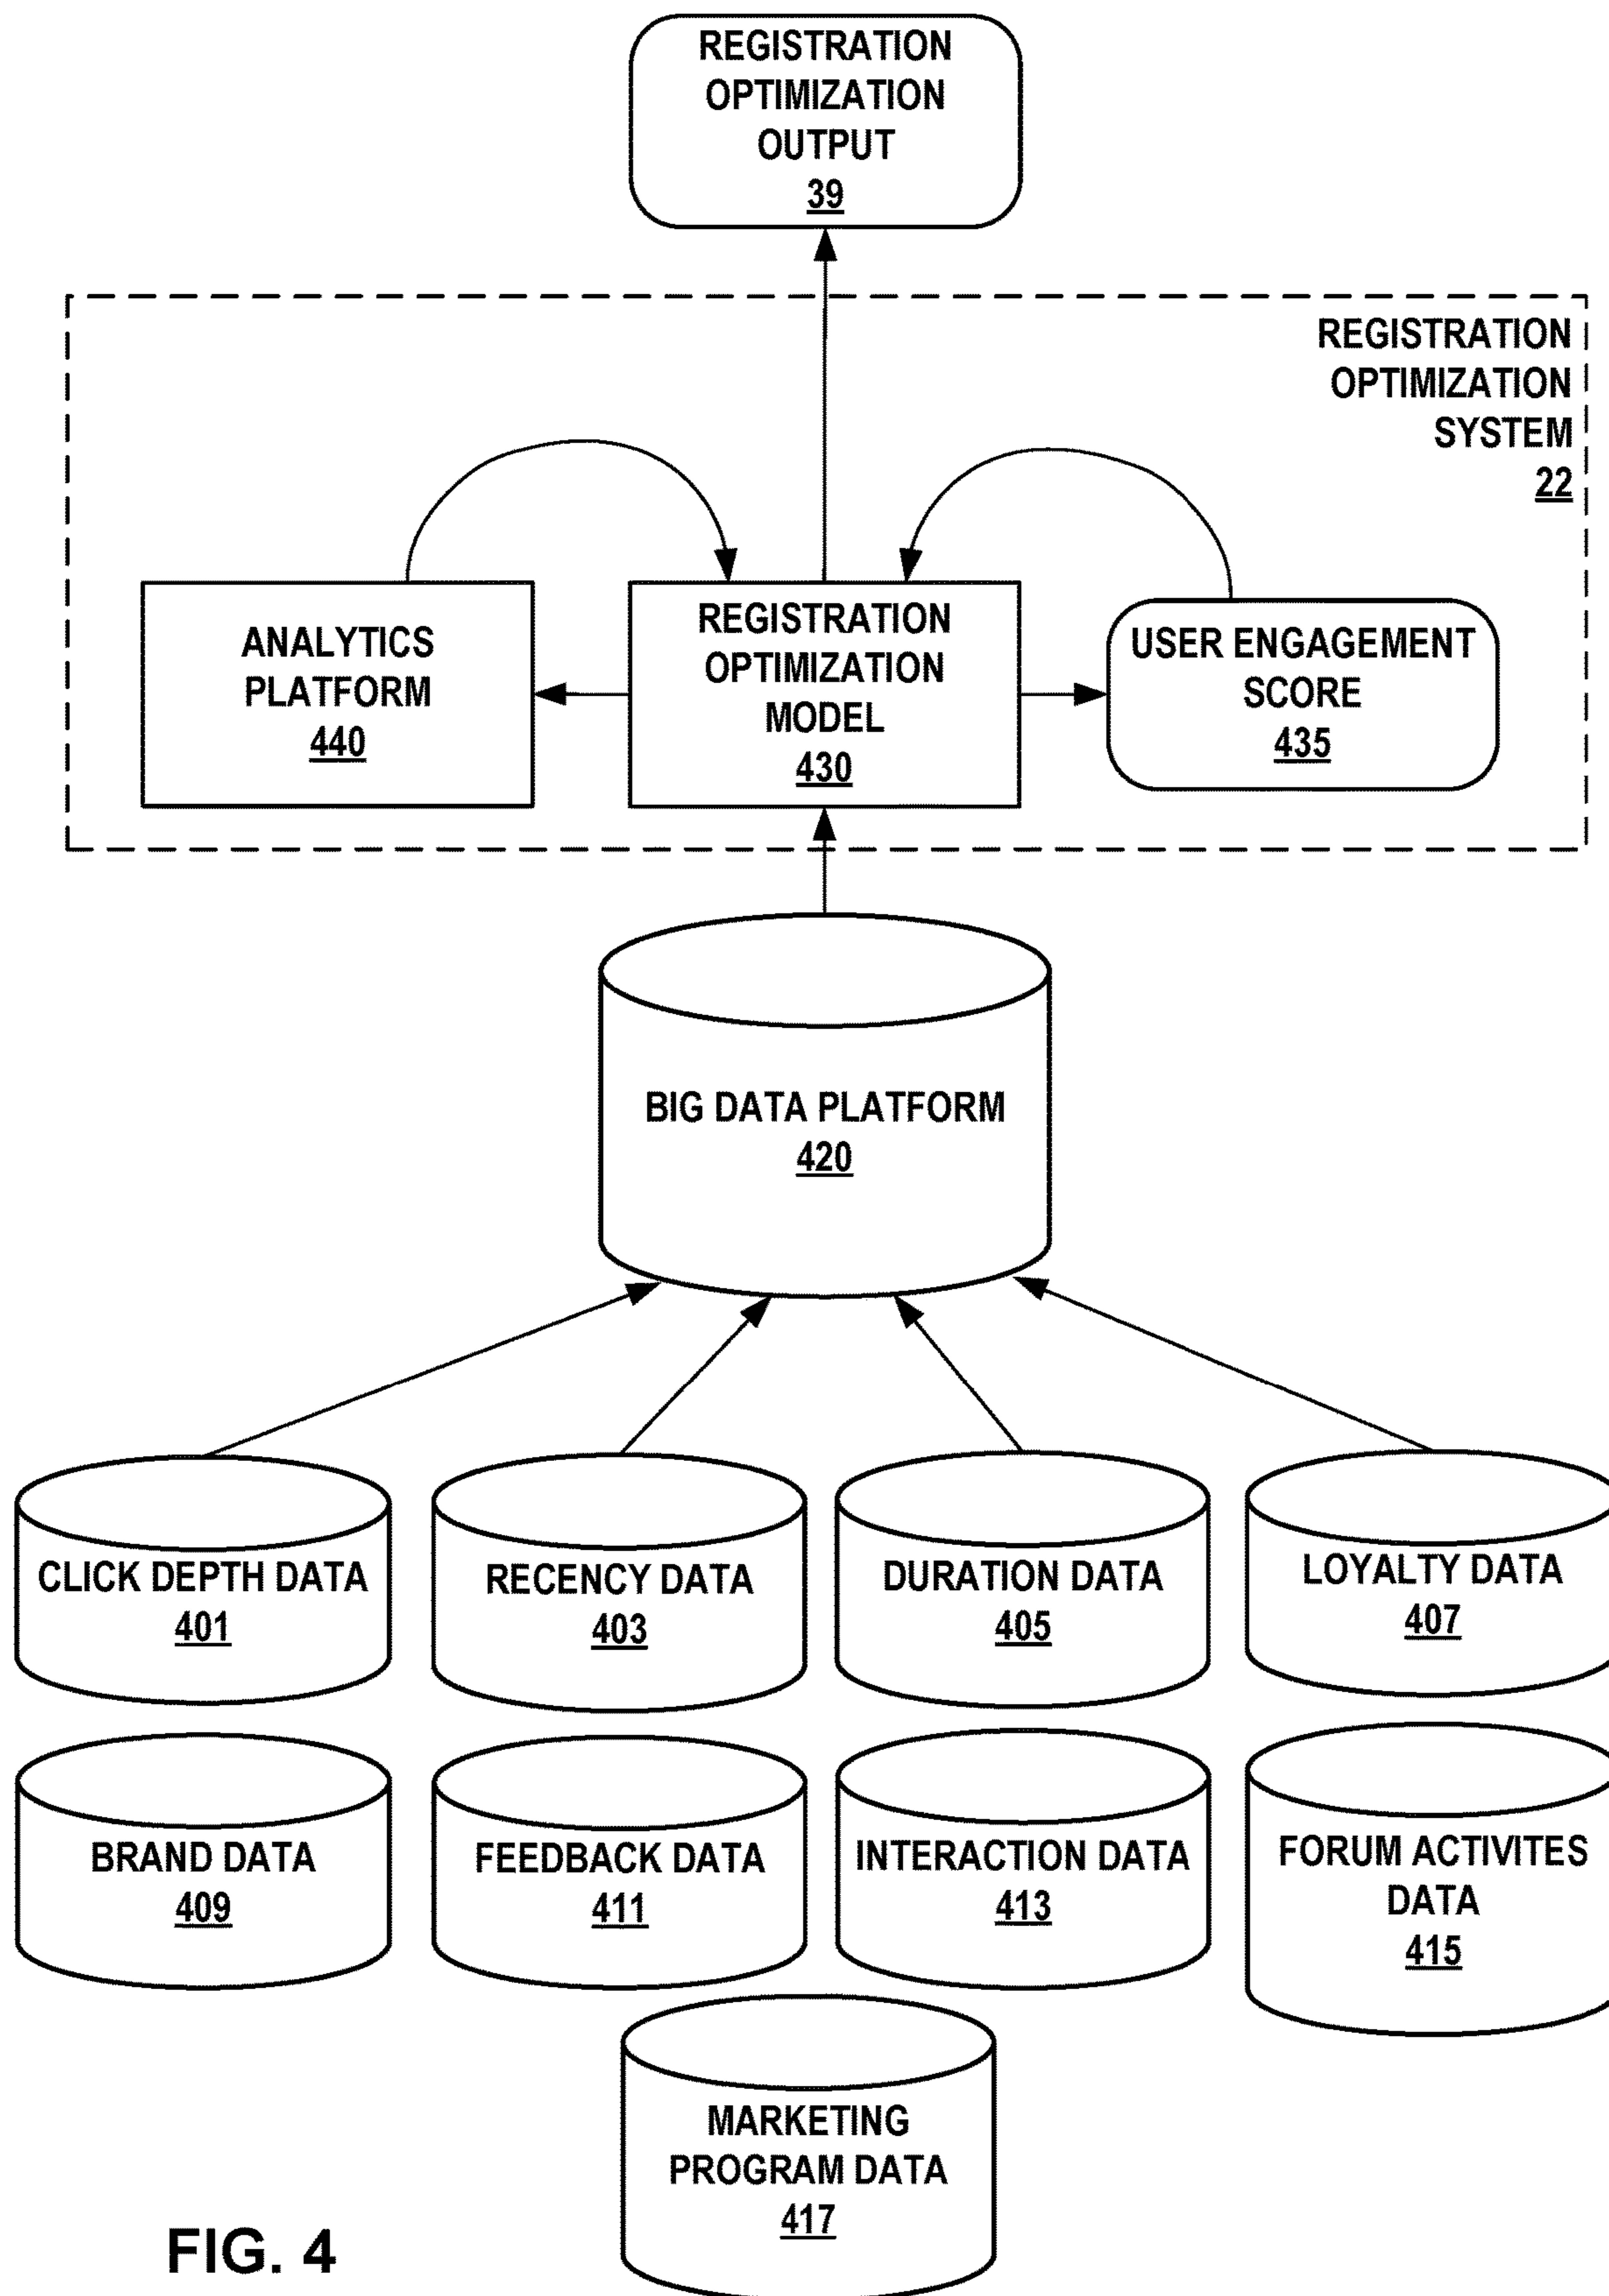 REGISTRATION
OPTIMIZATION
OUTPUT
39
REGISTRATION
OPTIMIZATION
SYSTEM
22
ANALYTICS
PLATFORM
440
REGISTRATION
OPTIMIZATION
MODEL
430
USER ENGAGEMENT
SCORE
435
BIG DATA PLATFORM
420
CLICK DEPTH DATA
401
RECENCY DATA
403
DURATION DATA
405
LOYALTY DATA
407
BRAND DATA
409
FEEDBACK DATA
411
INTERACTION DATA
413
FORUM ACTIVITES
DATA
415
MARKETING
PROGRAM DATA
417
FIG. 4